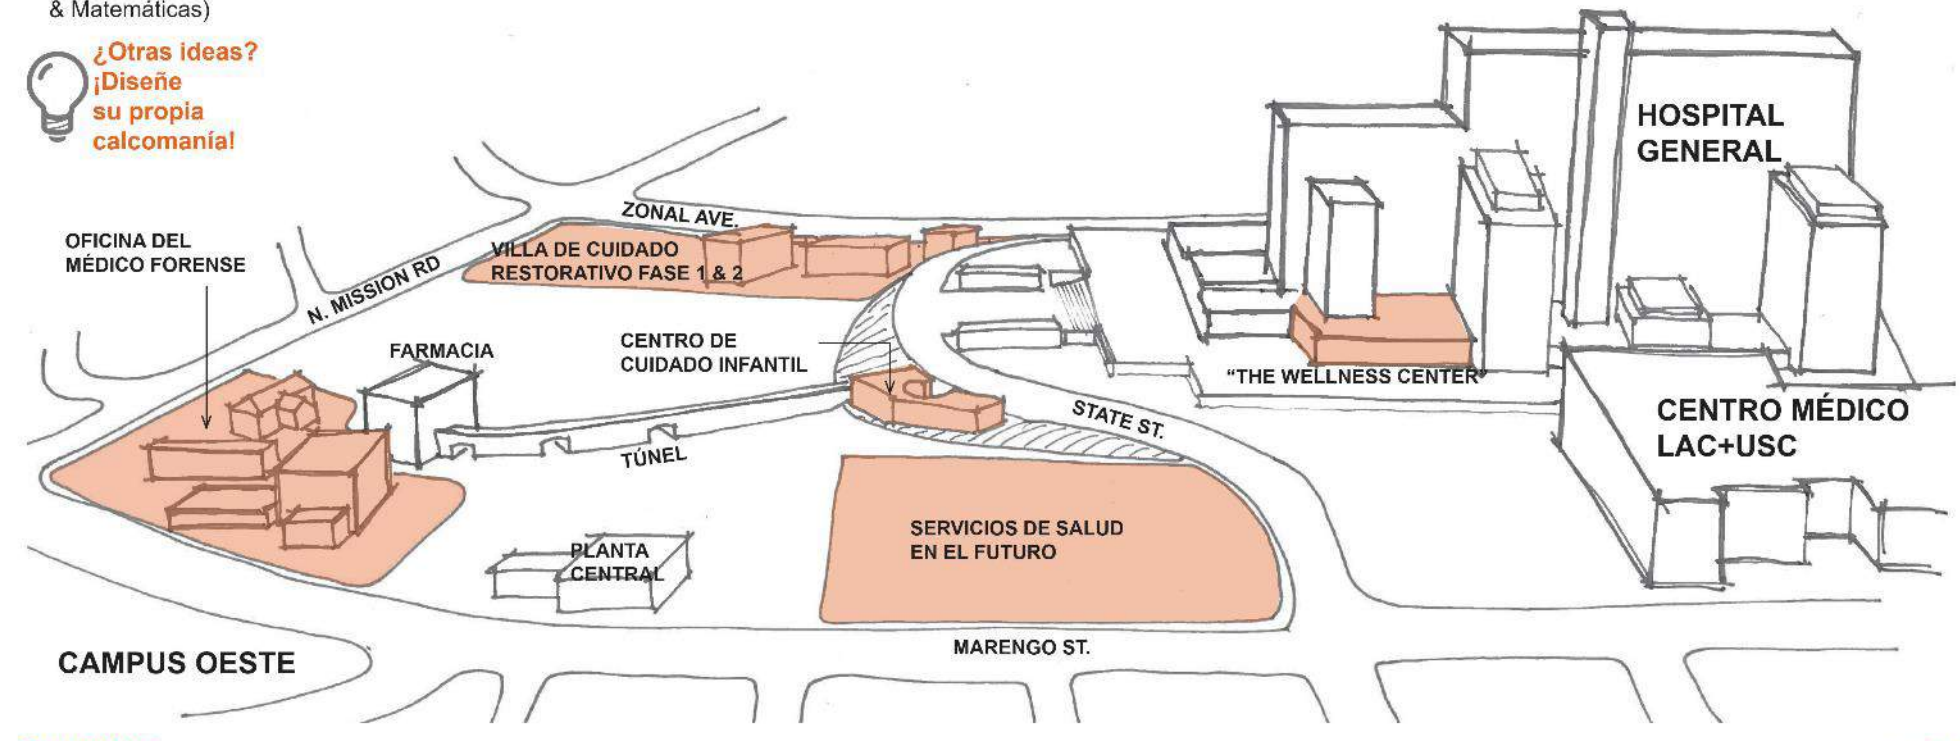 & Matemáticas)
¿Otras ideas?
¡Diseñe
su propia
calcomanía!
HOSPITAL
GENERAL
ZONAL AVE.
OFICINA DEL
MÉDICO FORENSE
VILLA DE CUIDADO
RESTORATIVO FASE 1 & 2
N. MISSION RD
FARMACIA
CENTRO DE
CUIDADO INFANTIL
“THE WELLNESS CENTER”
STATE ST.
CENTRO MÉDICO
LAC+USC
TÚNEL
SERVICIOS DE SALUD
EN EL FUTURO
PLANTA
CENTRAL
MARENGO ST.
CAMPUS OESTE